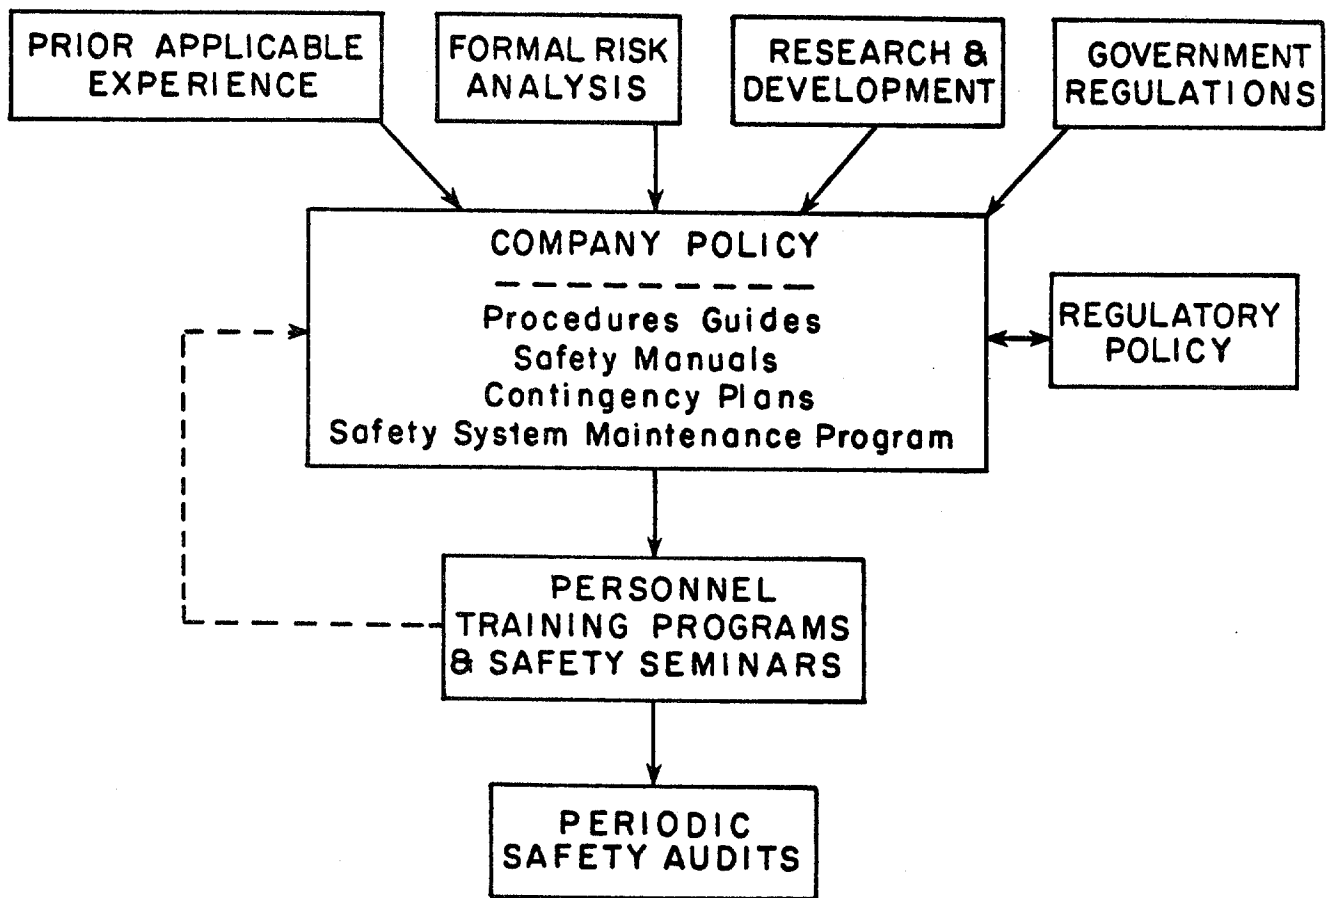 PRIOR APPLICABLE
EXPERIENCE
FORMAL RISK
ANALYSIS
RESEARCH &
DEVELOPMENT
GOVERNMENT
REGULATIONS
COMPANY POLICY
Procedures Guides
Safety Manuals
Contingency Plans
Safety System Maintenance Program
REGULATORY
POLICY
PERSONNEL
TRAINING PROGRAMS
& SAFETY SEMINARS
PERIODIC
SAFETY AUDITS